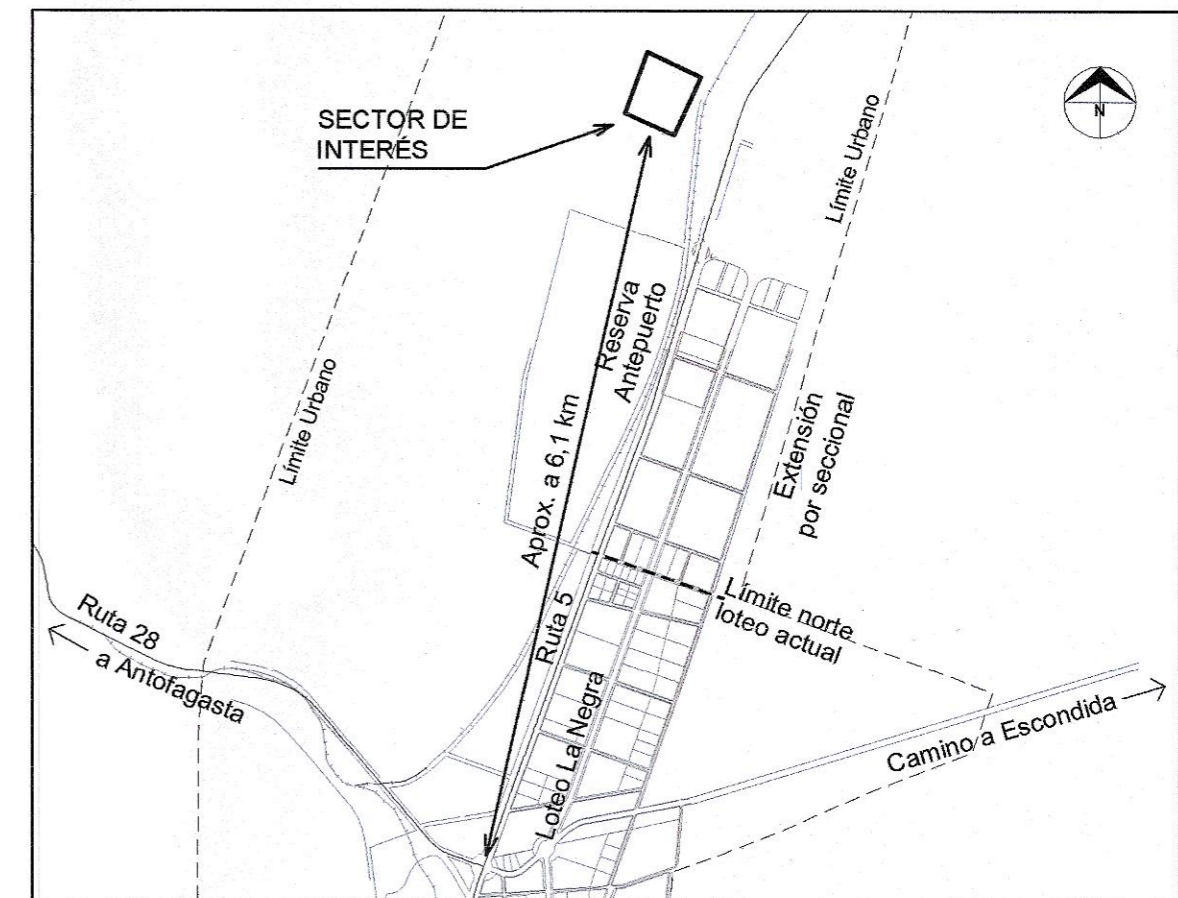 SECTOR DE
INTERÉS
N
Límite Urbano
Límite Urbano
Reserva
Antepuerto
Aprox. a 6,1 km
Extensión
por seccional
Límite norte
loteo actual
Ruta 5
Ruta 28
a Antofagasta
Loteo La Negra
Camino a Escondida